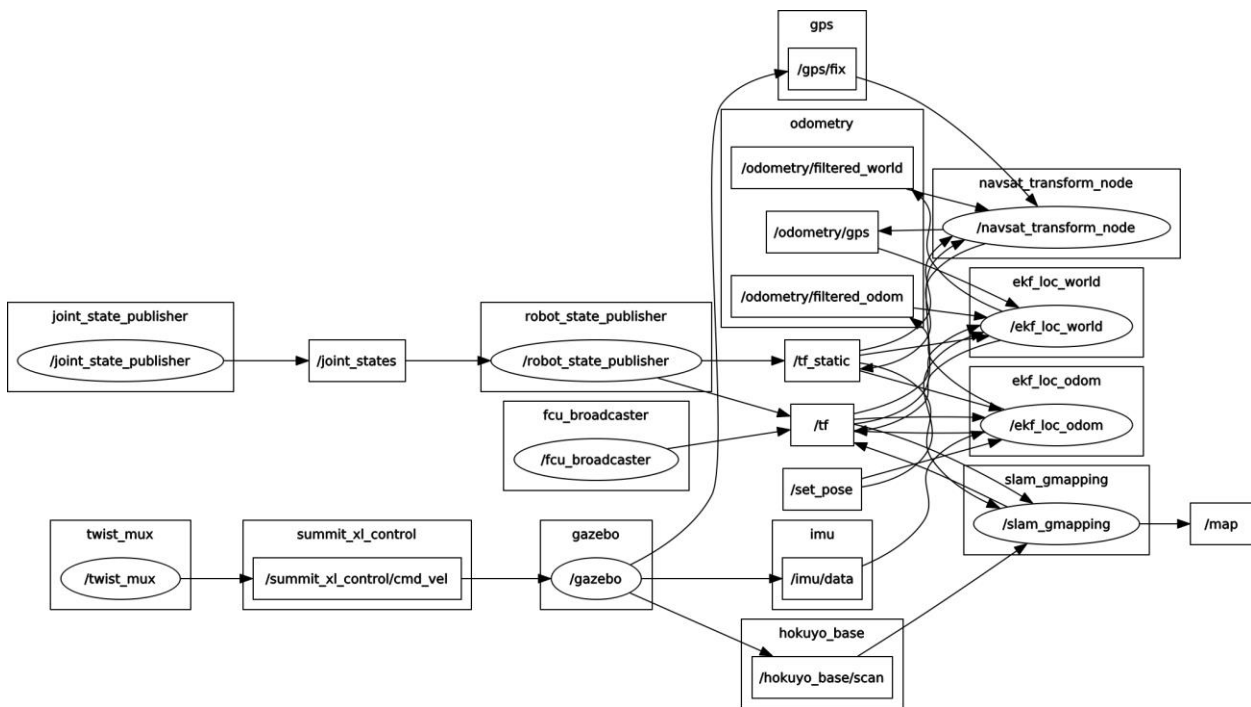 gps
/gps/fix
odometry
/odometry/filtered_world
/odometry/gps
/odometry/filtered_odom
navsat_transform_node
/navsat_transform_node
ekf_loc_world
/ekf_loc_world
joint_state_publisher
/joint_state_publisher
/joint_states
robot_state_publisher
/robot_state_publisher
/tf_static
ekf_loc_odom
/ekf_loc_odom
fcu_broadcaster
/fcu_broadcaster
/tf
/set_pose
slam_gmapping
/slam_gmapping
/map
twist_mux
/twist_mux
summit_xl_control
/summit_xl_control/cmd_vel
gazebo
/gazebo
imu
/imu/data
hokuyo_base
/hokuyo_base/scan